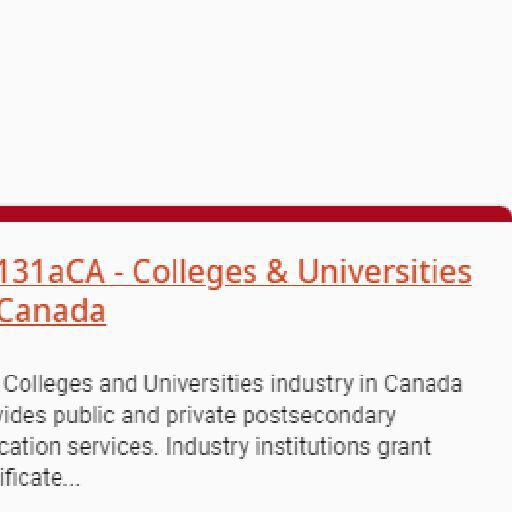 131aCA - Colleges & Universities
Canada
Colleges and Universities industry in Canada
vides public and private postsecondary
cation services. Industry institutions grant
ificate...